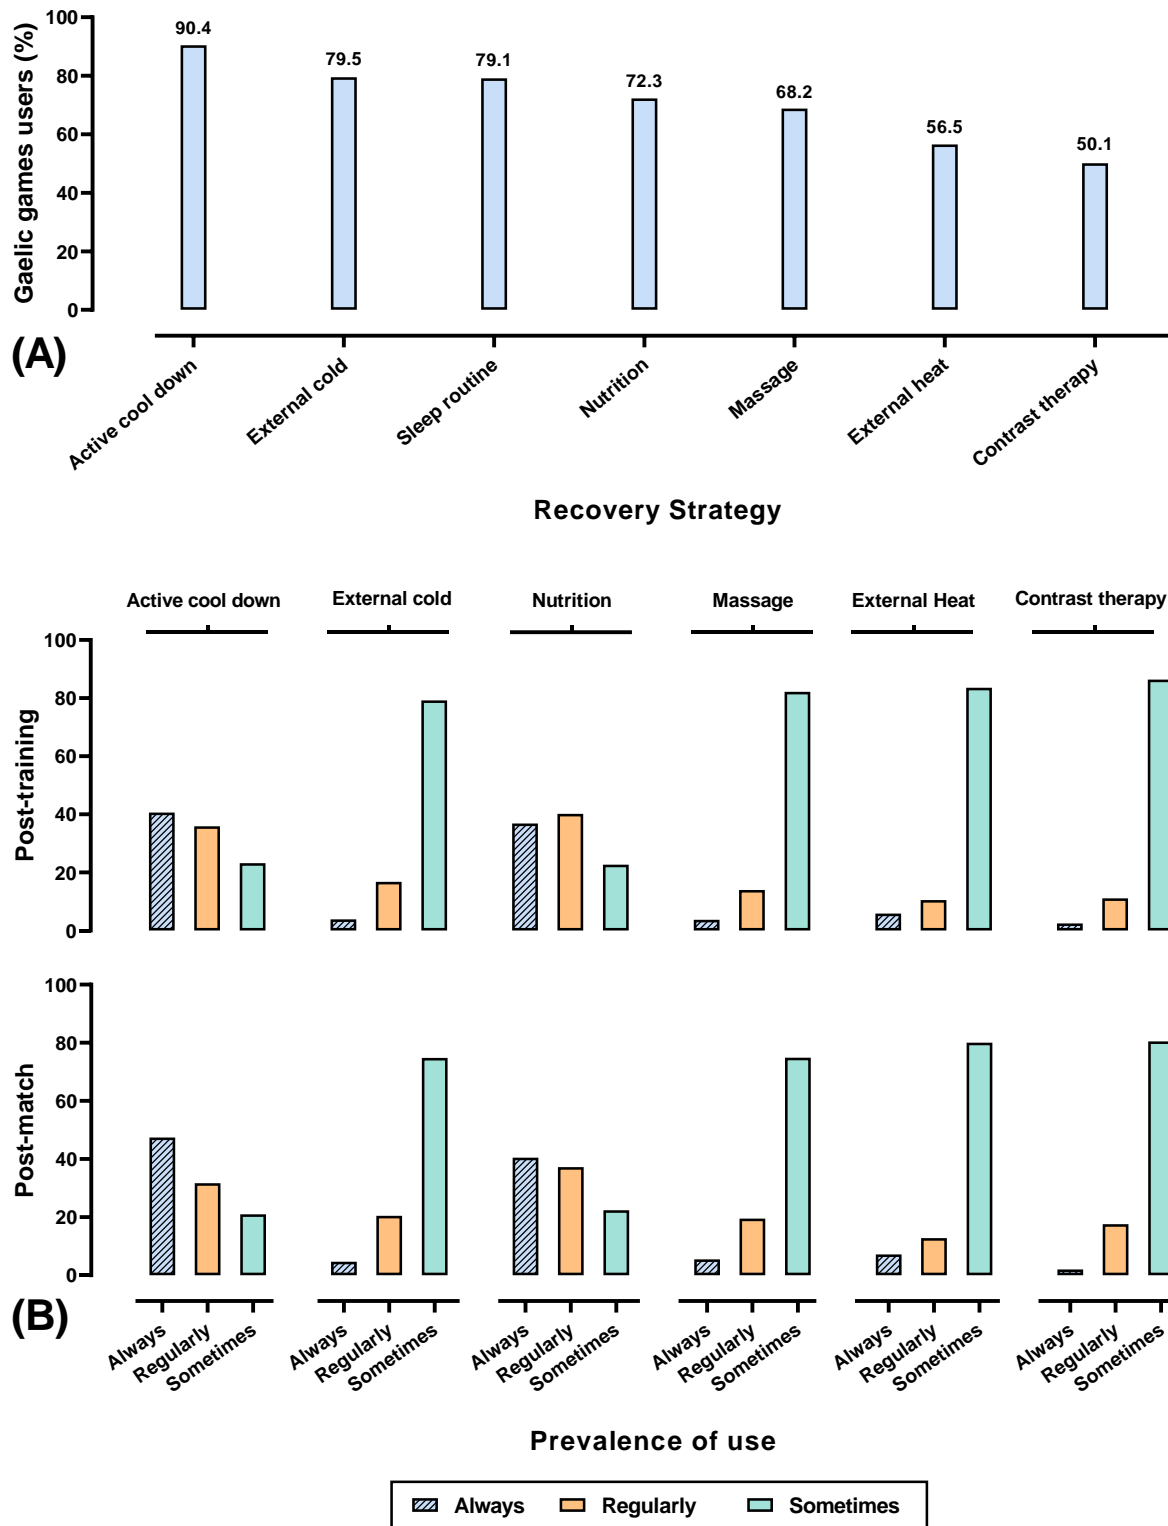 Gaelic games users (%)
100
80
60
40
20
0
90.4
79.5
79.1
72.3
68.2
56.5
50.1
(A)
Active cool down
External cold
Sleep routine
Nutrition
Massage
External heat
Contrast therapy
Recovery Strategy
Active cool down
External cold
Nutrition
Massage
External Heat
Contrast therapy
Post-training
100
80
60
40
20
0
Post-match
100
80
60
40
20
0
(B)
Always
Regularly
Sometimes
Always
Regularly
Sometimes
Always
Regularly
Sometimes
Always
Regularly
Sometimes
Always
Regularly
Sometimes
Always
Regularly
Sometimes
Prevalence of use
Always
Regularly
Sometimes